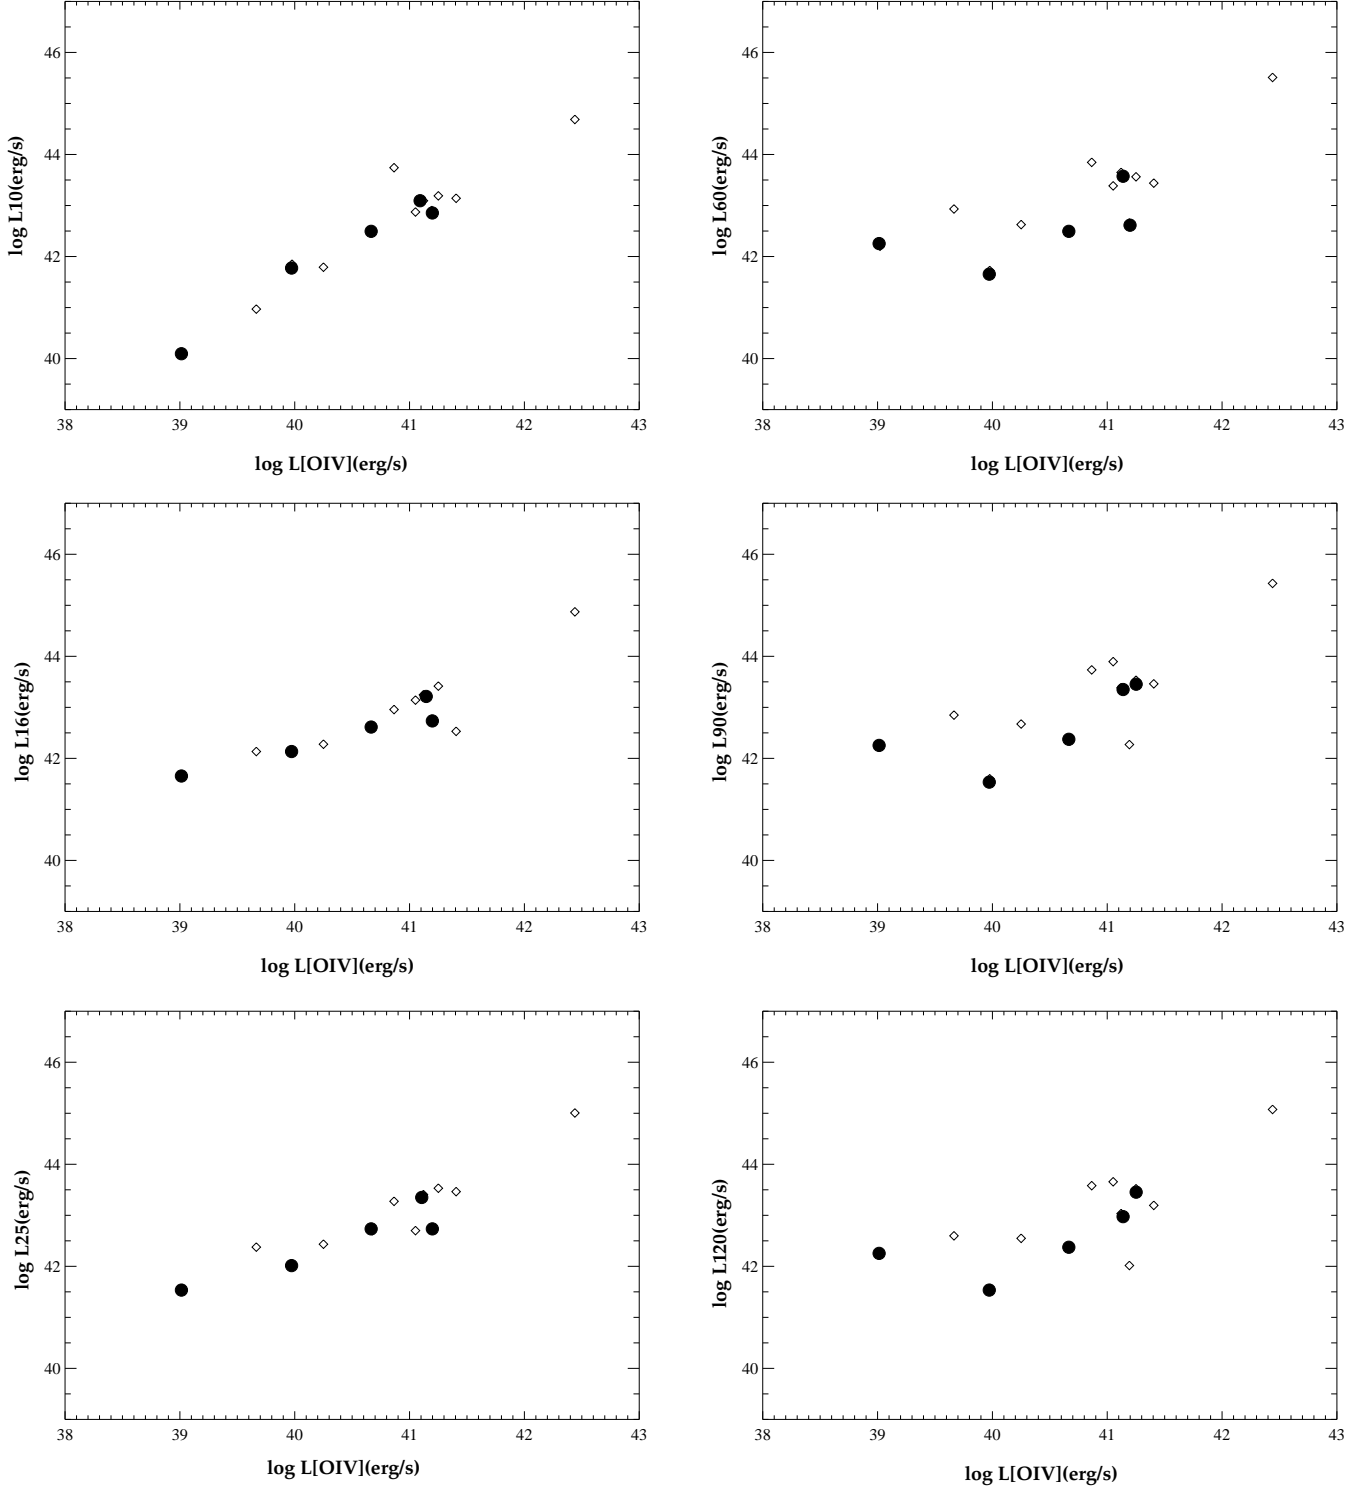 46
44
42
40
log L10(erg/s)
38 39 40 41 42 43
log L[OIV](erg/s)
46
44
42
40
log L60(erg/s)
38 39 40 41 42 43
log L[OIV](erg/s)
46
44
42
40
log L16(erg/s)
38 39 40 41 42 43
log L[OIV](erg/s)
46
44
42
40
log L90(erg/s)
38 39 40 41 42 43
log L[OIV](erg/s)
46
44
42
40
log L25(erg/s)
38 39 40 41 42 43
log L[OIV](erg/s)
46
44
42
40
log L120(erg/s)
38 39 40 41 42 43
log L[OIV](erg/s)